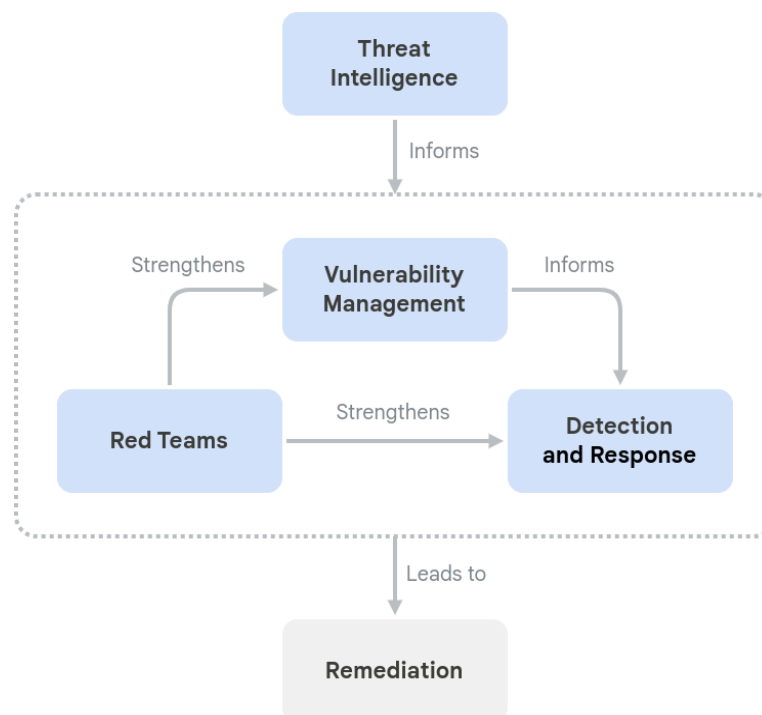 Threat
Intelligence
Informs
Strengthens
Vulnerability
Management
Informs
Red Teams
Strengthens
Detection
and Response
Leads to
Remediation